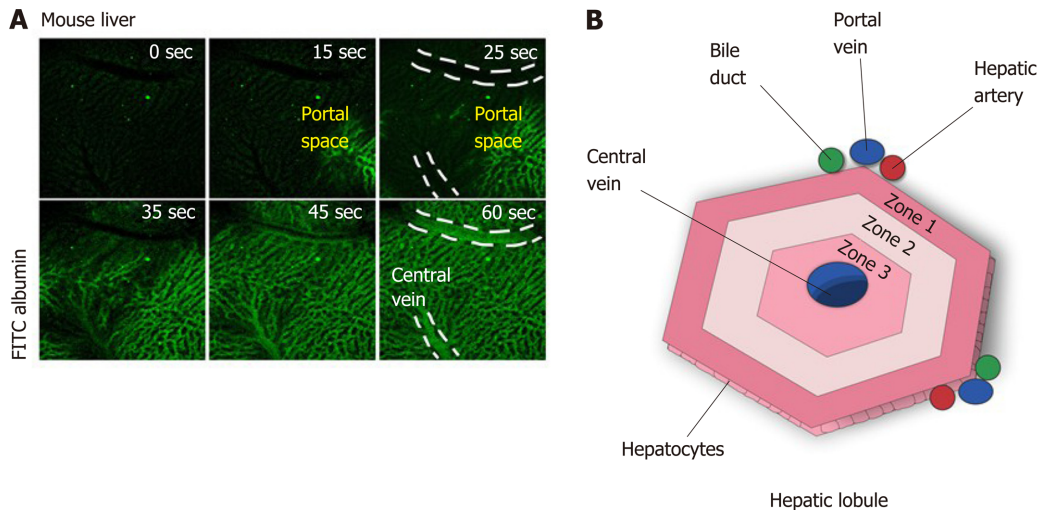 A Mouse liver
0 sec
15 sec
25 sec
Portal
space
Portal
space
35 sec
45 sec
60 sec
Central
vein
FITC albumin
B
Portal
vein
Bile
duct
Hepatic
artery
Central
vein
Zone 1
Zone 2
Zone 3
Hepatocytes
Hepatic lobule